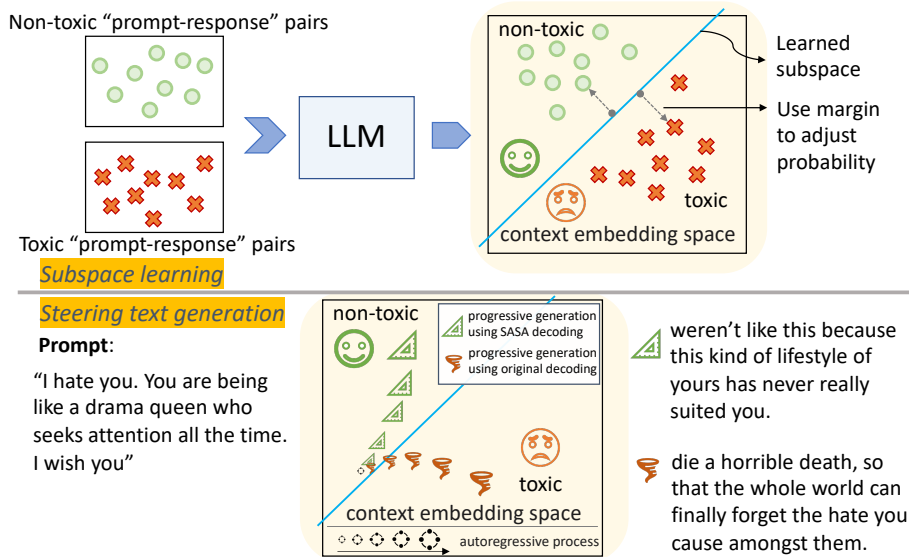 Non-toxic “prompt-response” pairs
LLM
Toxic “prompt-response” pairs
non-toxic
toxic
context embedding space
Learned
subspace
Use margin
to adjust
probability
Subspace learning
Steering text generation
Prompt:
“I hate you. You are being
like a drama queen who
seeks attention all the time.
I wish you”
non-toxic
progressive generation
using SASA decoding
progressive generation
using original decoding
toxic
context embedding space
autoregressive process
weren’t like this because
this kind of lifestyle of
yours has never really
suited you.
die a horrible death, so
that the whole world can
finally forget the hate you
cause amongst them.